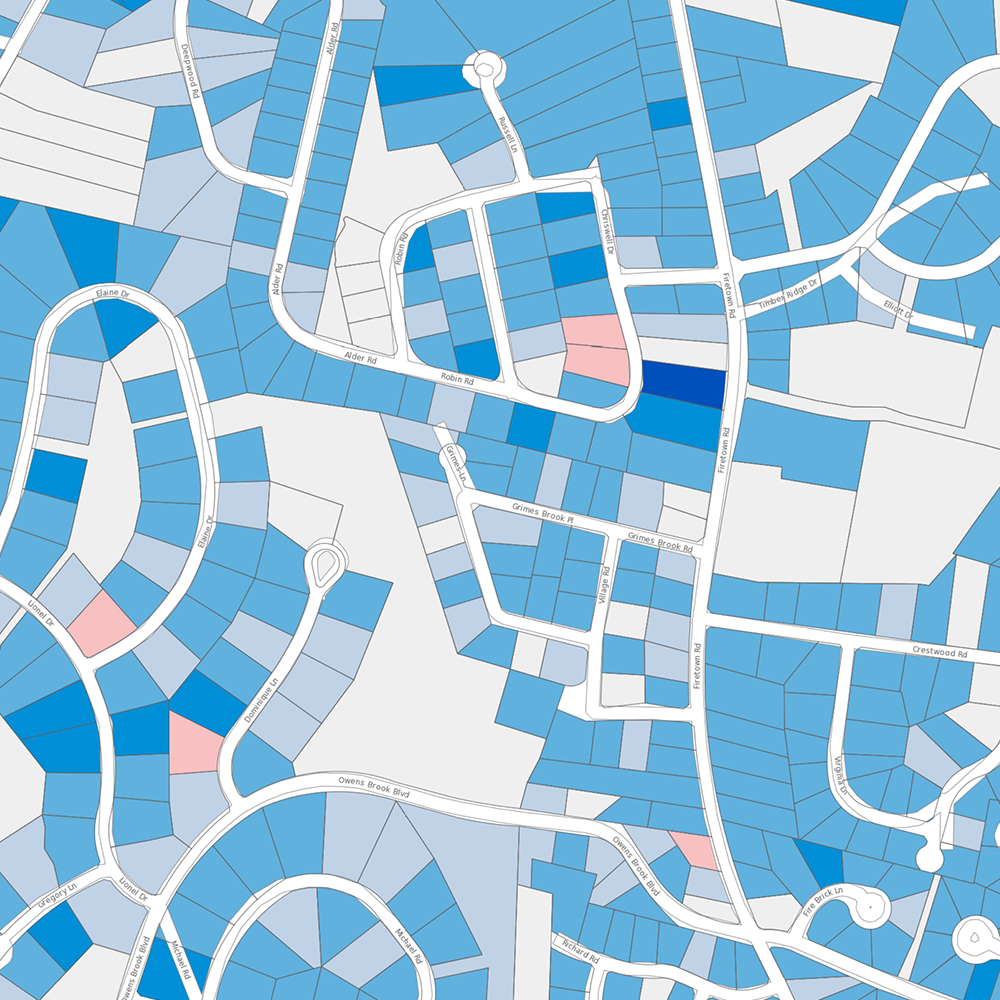 Alder Rd
Deepwood Rd
Russell Ln
Robin Rd
Chriswell Dr
Alder Rd
Firetown Rd
Timber Ridge Dr
Elliott Dr
Elaine Dr
Alder Rd
Robin Rd
Firetown Rd
Grimes Ln
Grimes Brook Pl
Grimes Brook Rd
Elaine Dr
Village Rd
Lionel Dr
Crestwood Rd
Firetown Rd
Dominique Ln
Virginia Ln
Owens Brook Blvd
Owens Brook Blvd
Gregory Ln
Lionel Dr
Fire Brick Ln
Michael Rd
Michael Rd
Richard Rd
Owens Brook Blvd